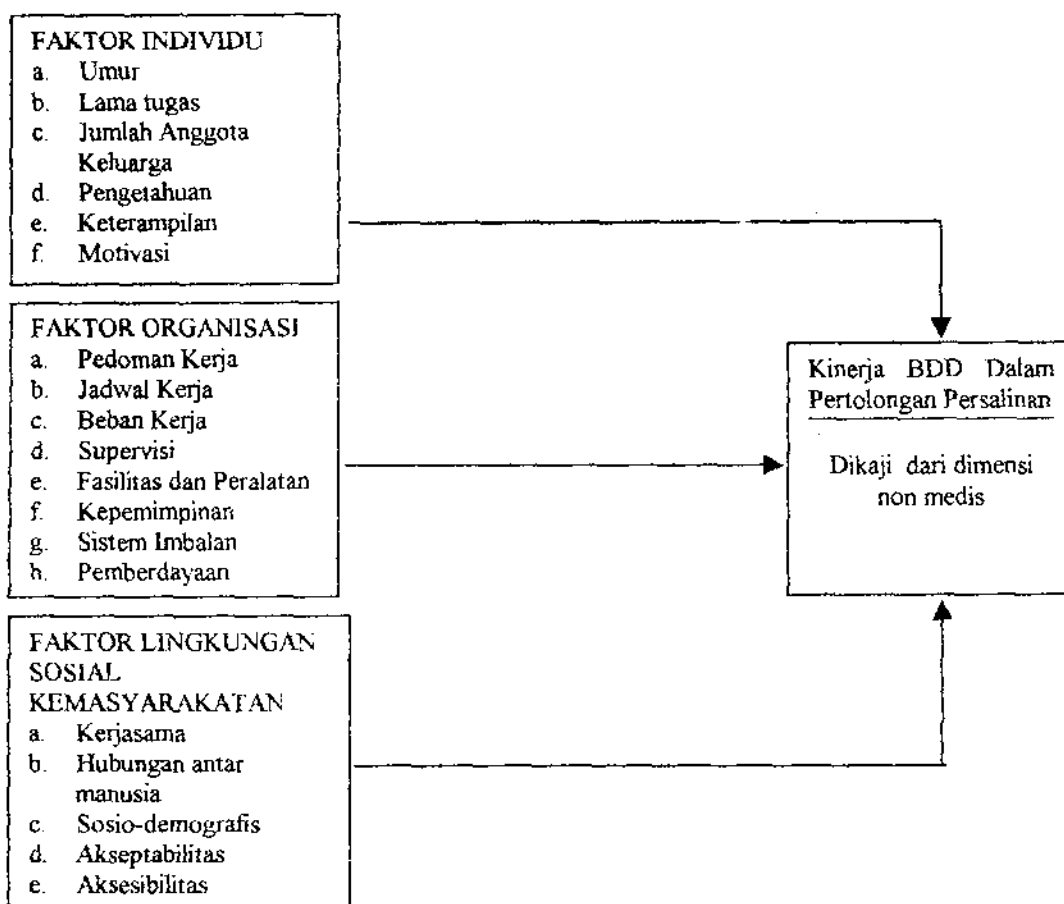 FAKTOR INDIVIDU
a. Umur
b. Lama tugas
c. Jumlah Anggota
Keluarga
d. Pengetahuan
e. Keterampilan
f. Motivasi
FAKTOR ORGANISASI
a. Pedoman Kerja
b. Jadwal Kerja
c. Beban Kerja
d. Supervisi
e. Fasilitas dan Peralatan
f. Kepemimpinan
g. Sistem Imbalan
h. Pemberdayaan
FAKTOR LINGKUNGAN
SOSIAL
KEMASYARAKATAN
a. Kerjasama
b. Hubungan antar
manusia
c. Sosio-demografis
d. Akseptabilitas
e. Aksesibilitas
Kinerja BDD Dalam
Pertolongan Persalinan
Dikaji dari dimensi
non medis